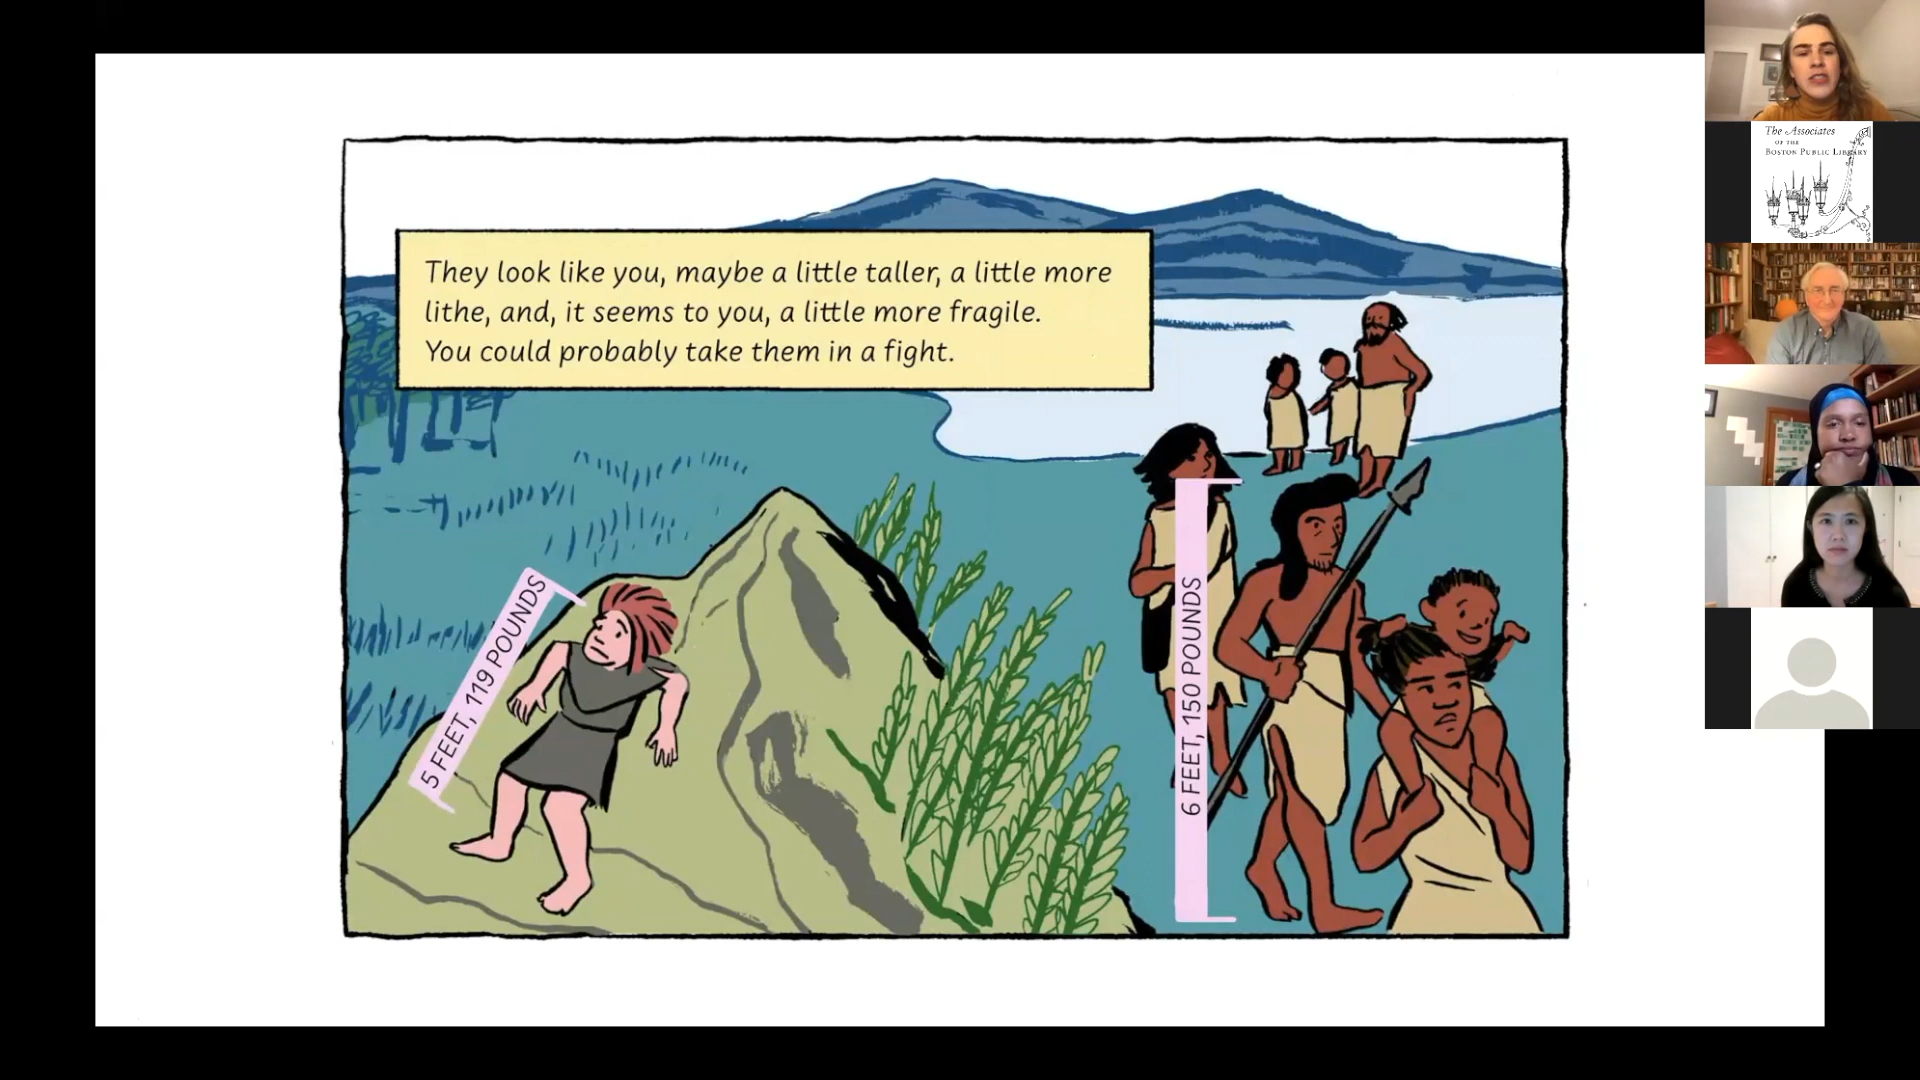 They look like you, maybe a little taller, a little more
lithe, and, it seems to you, a little more fragile.
You could probably take them in a fight.
5 FEET, 119 POUNDS
6 FEET, 150 POUNDS
The Associates
OF THE
BOSTON PUBLIC LIBRARY